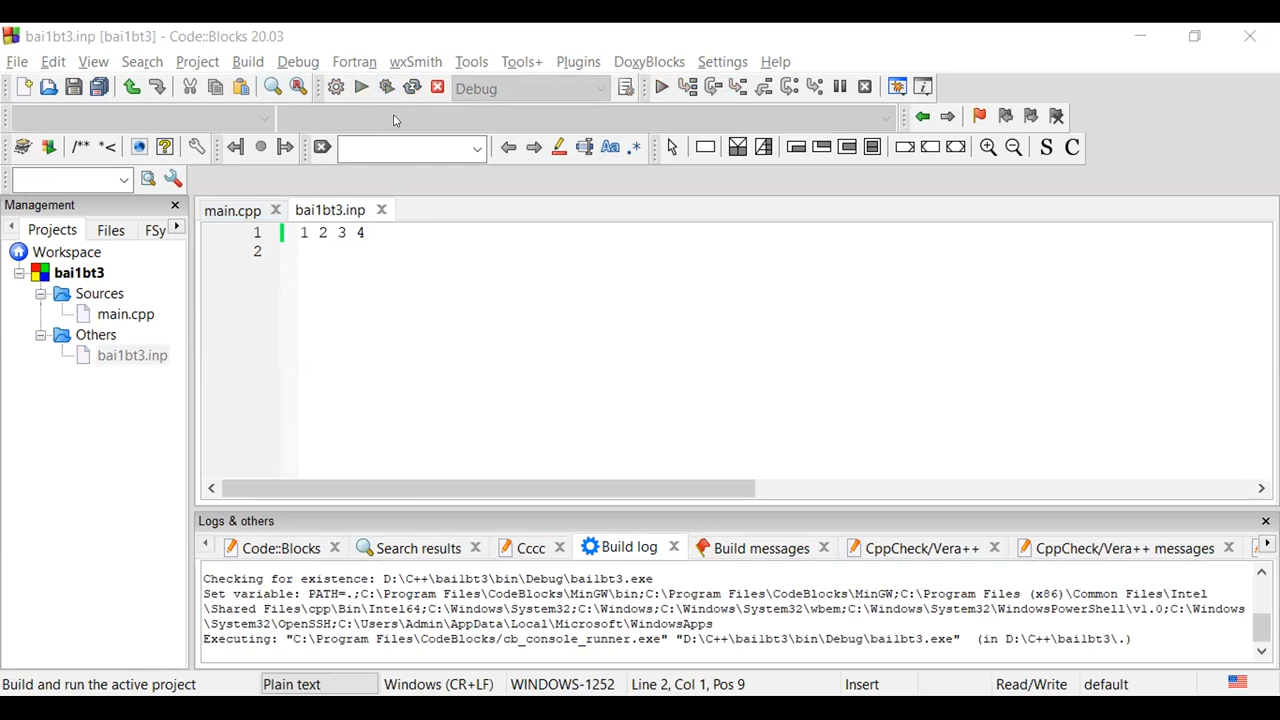 bai1bt3.inp [bai1bt3] - Code::Blocks 20.03
File Edit View Search Project Build Debug Fortran wxSmith Tools Tools+ Plugins DoxyBlocks Settings Help
Debug
/** *< Aa .* S C
Management
main.cpp bai1bt3.inp
Projects Files FSy
1 1 2 3 4
2
Workspace
bai1bt3
Sources
main.cpp
Others
bai1bt3.inp
Logs & others
Code::Blocks Search results Cccc Build log Build messages CppCheck/Vera++ CppCheck/Vera++ messages
Checking for existence: D:\C++\bai1bt3\bin\Debug\bai1bt3.exe
Set variable: PATH=.;C:\Program Files\CodeBlocks\MinGW\bin;C:\Program Files\CodeBlocks\MinGW;C:\Program Files (x86)\Common Files\Intel
\Shared Files\cpp\Bin\Intel64;C:\Windows\System32;C:\Windows;C:\Windows\System32\wbem;C:\Windows\System32\WindowsPowerShell\v1.0;C:\Windows
\System32\OpenSSH;C:\Users\Admin\AppData\Local\Microsoft\WindowsApps
Executing: "C:\Program Files\CodeBlocks/cb_console_runner.exe" "D:\C++\bai1bt3\bin\Debug\bai1bt3.exe"  (in D:\C++\bai1bt3\.)
Build and run the active project Plain text Windows (CR+LF) WINDOWS-1252 Line 2, Col 1, Pos 9 Insert Read/Write default